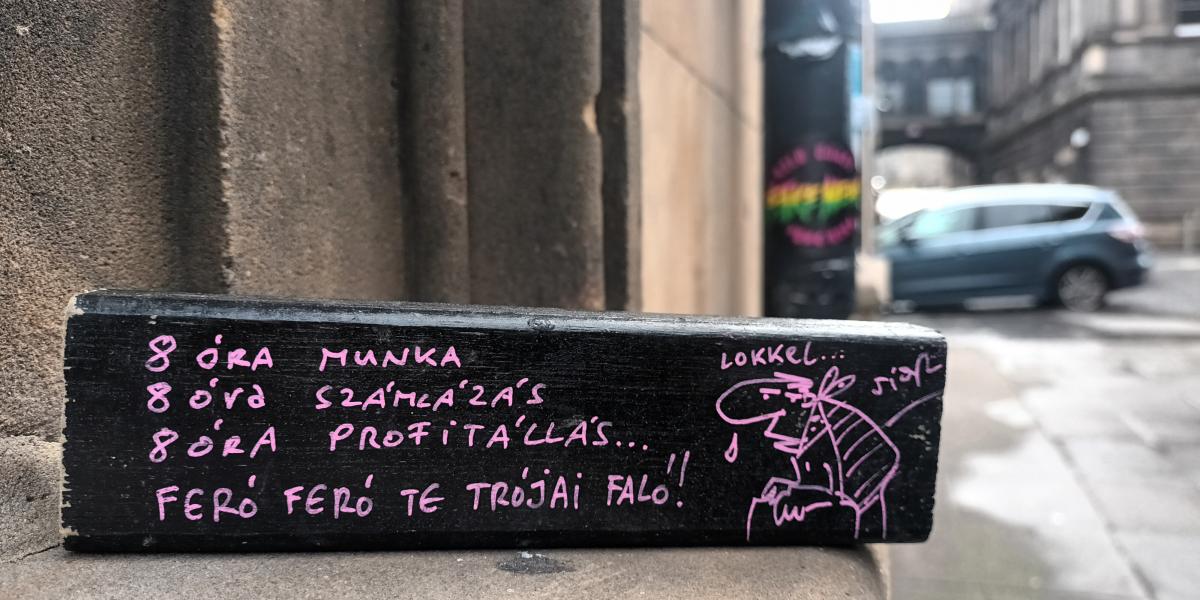 8 ÓRA MUNKA
8 óra SZÁMLÁZÁS
8 ÓRA PROFITÁLLÁS...
FERÓ FERÓ TE TRÓJAI FALÓ!
LOKKEL...